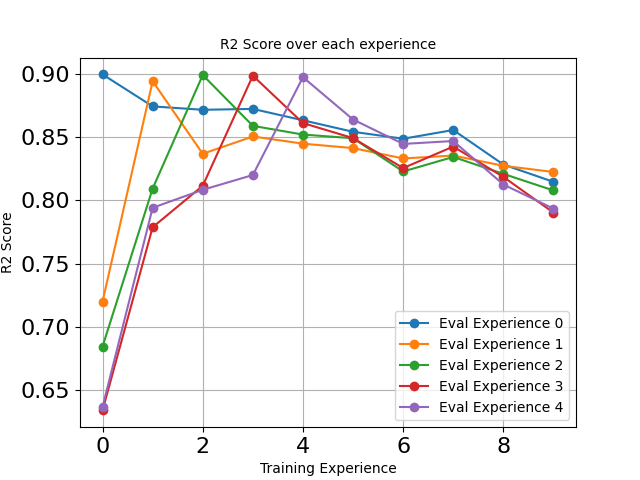 R2 Score over each experience
0.90
0.85
0.80
0.75
0.70
0.65
R2 Score
0 2 4 6 8
Training Experience
Eval Experience 0
Eval Experience 1
Eval Experience 2
Eval Experience 3
Eval Experience 4